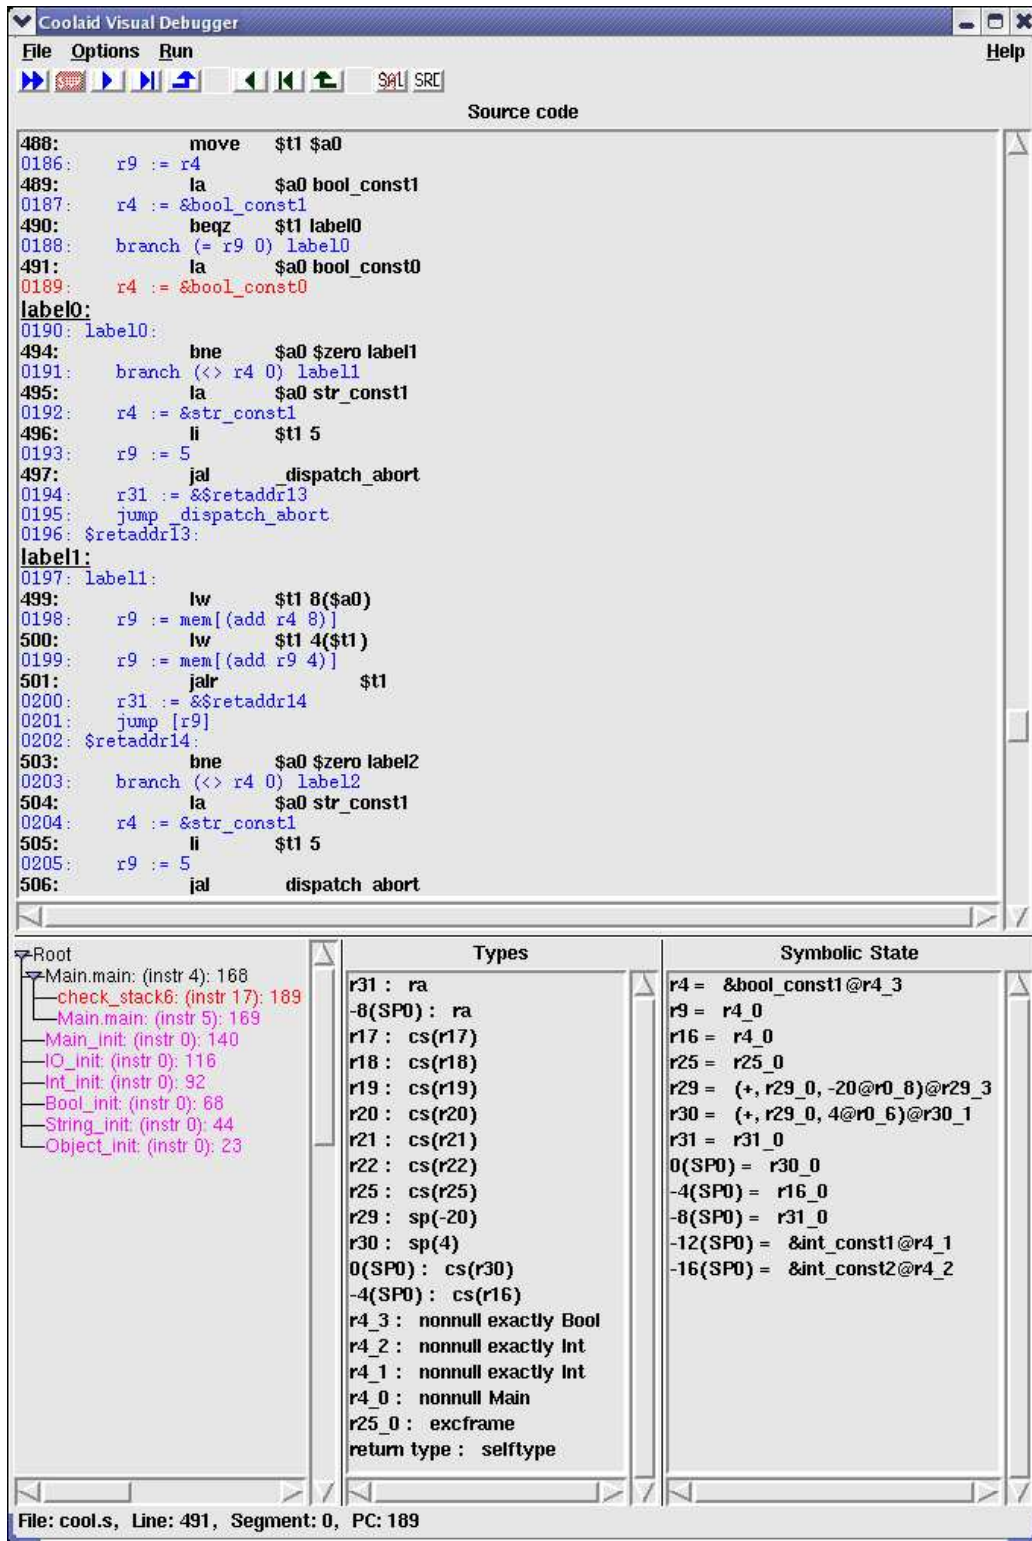 Coolaid Visual Debugger
File Options Run Help
SAL SRC
Source code
488: move $t1 $a0
0186: r9 := r4
489: la $a0 bool_const1
0187: r4 := &bool_const1
490: beqz $t1 label0
0188: branch (= r9 0) label0
491: la $a0 bool_const0
0189: r4 := &bool_const0
label0:
0190: label0:
494: bne $a0 $zero label1
0191: branch (<> r4 0) label1
495: la $a0 str_const1
0192: r4 := &str_const1
496: li $t1 5
0193: r9 := 5
497: jal _dispatch_abort
0194: r31 := &$retaddr13
0195: jump _dispatch_abort
0196: $retaddr13:
label1:
0197: label1:
499: lw $t1 8($a0)
0198: r9 := mem[(add r4 8)]
500: lw $t1 4($t1)
0199: r9 := mem[(add r9 4)]
501: jalr $t1
0200: r31 := &$retaddr14
0201: jump [r9]
0202: $retaddr14:
503: bne $a0 $zero label2
0203: branch (<> r4 0) label2
504: la $a0 str_const1
0204: r4 := &str_const1
505: li $t1 5
0205: r9 := 5
506: jal dispatch abort
Root
Main.main: (instr 4): 168
check_stack6: (instr 17): 189
Main.main: (instr 5): 169
Main_init: (instr 0): 140
IO_init: (instr 0): 116
Int_init: (instr 0): 92
Bool_init: (instr 0): 68
String_init: (instr 0): 44
Object_init: (instr 0): 23
Types
r31 : ra
-8(SP0) : ra
r17 : cs(r17)
r18 : cs(r18)
r19 : cs(r19)
r20 : cs(r20)
r21 : cs(r21)
r22 : cs(r22)
r25 : cs(r25)
r29 : sp(-20)
r30 : sp(4)
0(SP0) : cs(r30)
-4(SP0) : cs(r16)
r4_3 : nonnull exactly Bool
r4_2 : nonnull exactly Int
r4_1 : nonnull exactly Int
r4_0 : nonnull Main
r25_0 : excframe
return type : selftype
Symbolic State
r4 = &bool_const1@r4_3
r9 = r4_0
r16 = r4_0
r25 = r25_0
r29 = (+, r29_0, -20@r0_8)@r29_3
r30 = (+, r29_0, 4@r0_6)@r30_1
r31 = r31_0
0(SP0) = r30_0
-4(SP0) = r16_0
-8(SP0) = r31_0
-12(SP0) = &int_const1@r4_1
-16(SP0) = &int_const2@r4_2
File: cool.s, Line: 491, Segment: 0, PC: 189